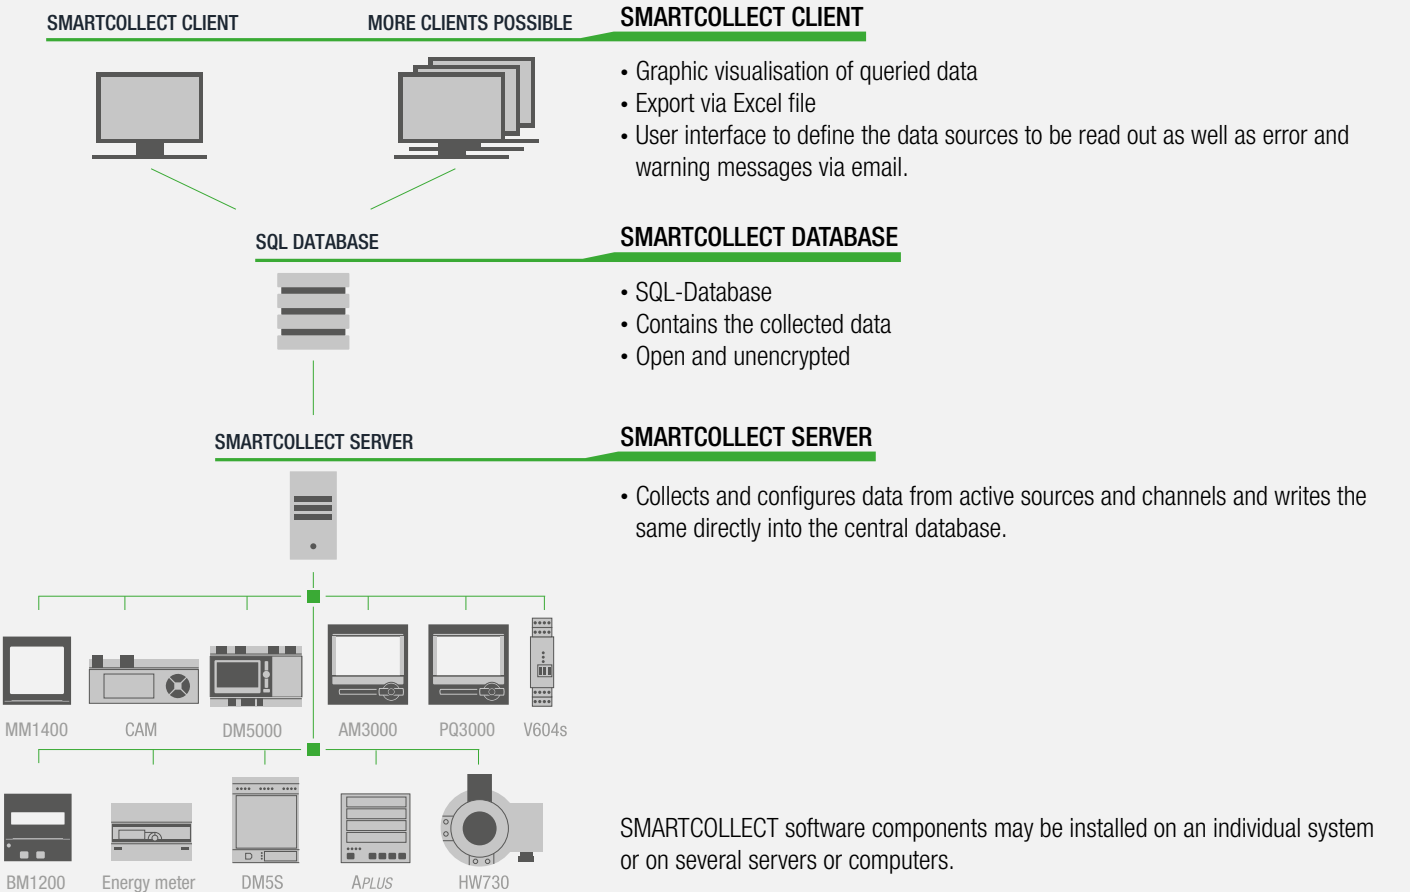 SMARTCOLLECT CLIENT
MORE CLIENTS POSSIBLE
SMARTCOLLECT CLIENT
• Graphic visualisation of queried data
• Export via Excel file
• User interface to define the data sources to be read out as well as error and
warning messages via email.
SQL DATABASE
SMARTCOLLECT DATABASE
• SQL-Database
• Contains the collected data
• Open and unencrypted
SMARTCOLLECT SERVER
SMARTCOLLECT SERVER
• Collects and configures data from active sources and channels and writes the
same directly into the central database.
MM1400
CAM
DM5000
AM3000
PQ3000
V604s
BM1200
Energy meter
DM5S
APLUS
HW730
SMARTCOLLECT software components may be installed on an individual system
or on several servers or computers.